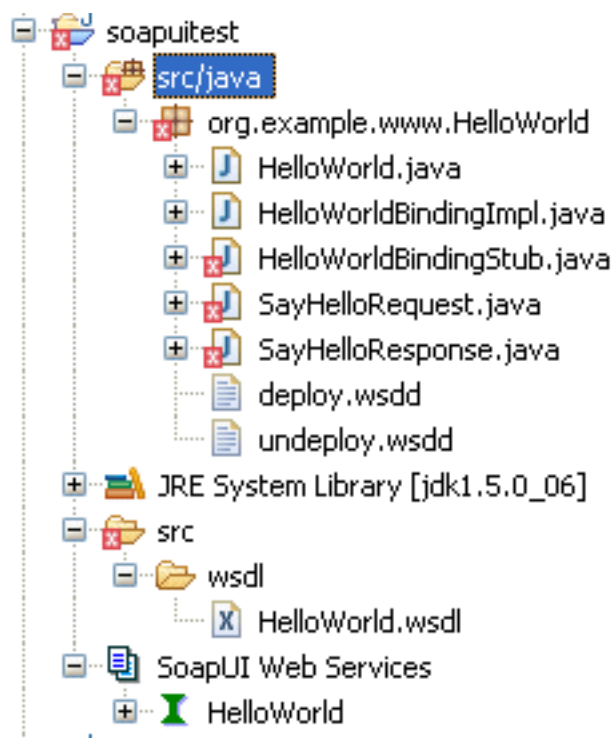 soapuitest
src/java
org.example.www.HelloWorld
HelloWorld.java
HelloWorldBindingImpl.java
HelloWorldBindingStub.java
SayHelloRequest.java
SayHelloResponse.java
deploy.wsdd
undeploy.wsdd
JRE System Library [jdk1.5.0_06]
src
wsdl
HelloWorld.wsdl
SoapUI Web Services
HelloWorld